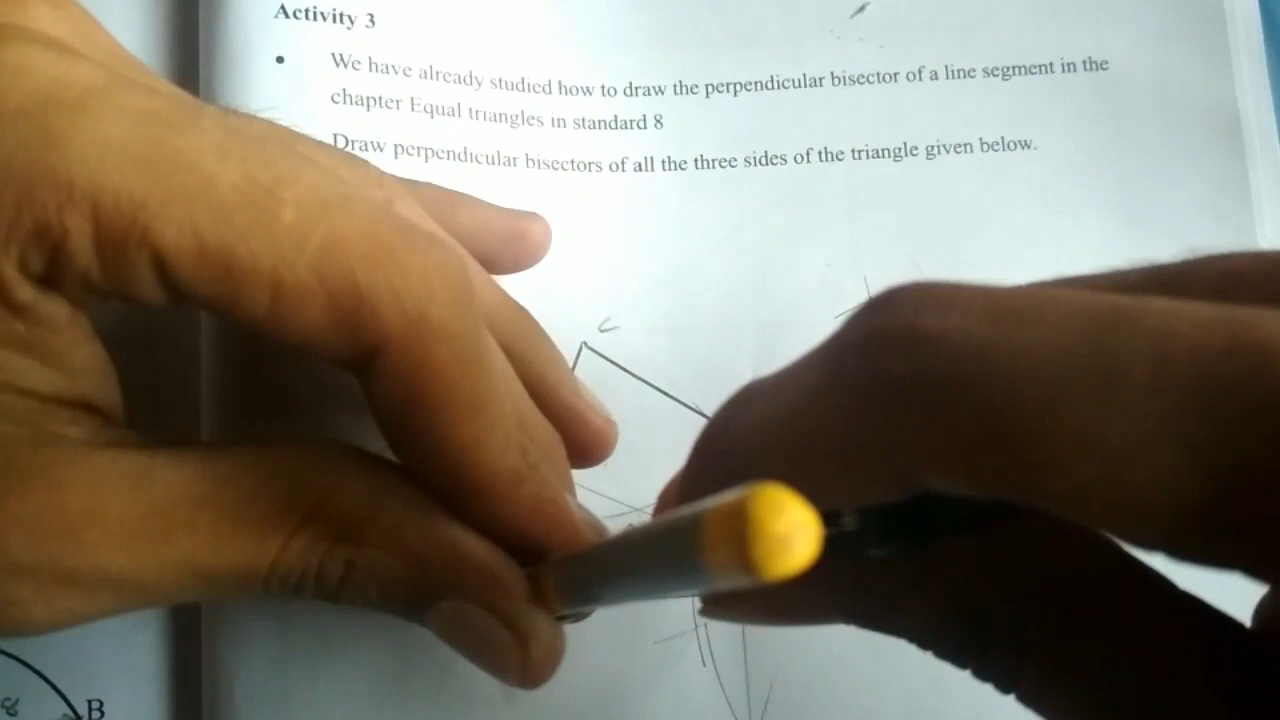 Activity 3
• We have already studied how to draw the perpendicular bisector of a line segment in the
chapter Equal triangles in standard 8
Draw perpendicular bisectors of all the three sides of the triangle given below.
C
8
B